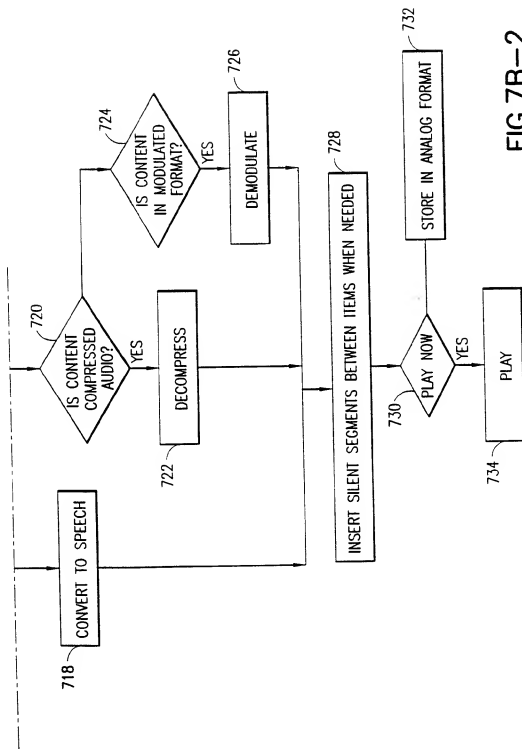 718
CONVERT TO SPEECH
720
IS CONTENT
COMPRESSED
AUDIO?
YES
722
DECOMPRESS
724
IS CONTENT
IN MODULATED
FORMAT?
YES
726
DEMODULATE
728
INSERT SILENT SEGMENTS BETWEEN ITEMS WHEN NEEDED
730
PLAY NOW
YES
732
STORE IN ANALOG FORMAT
734
PLAY
FIG. 7B-2